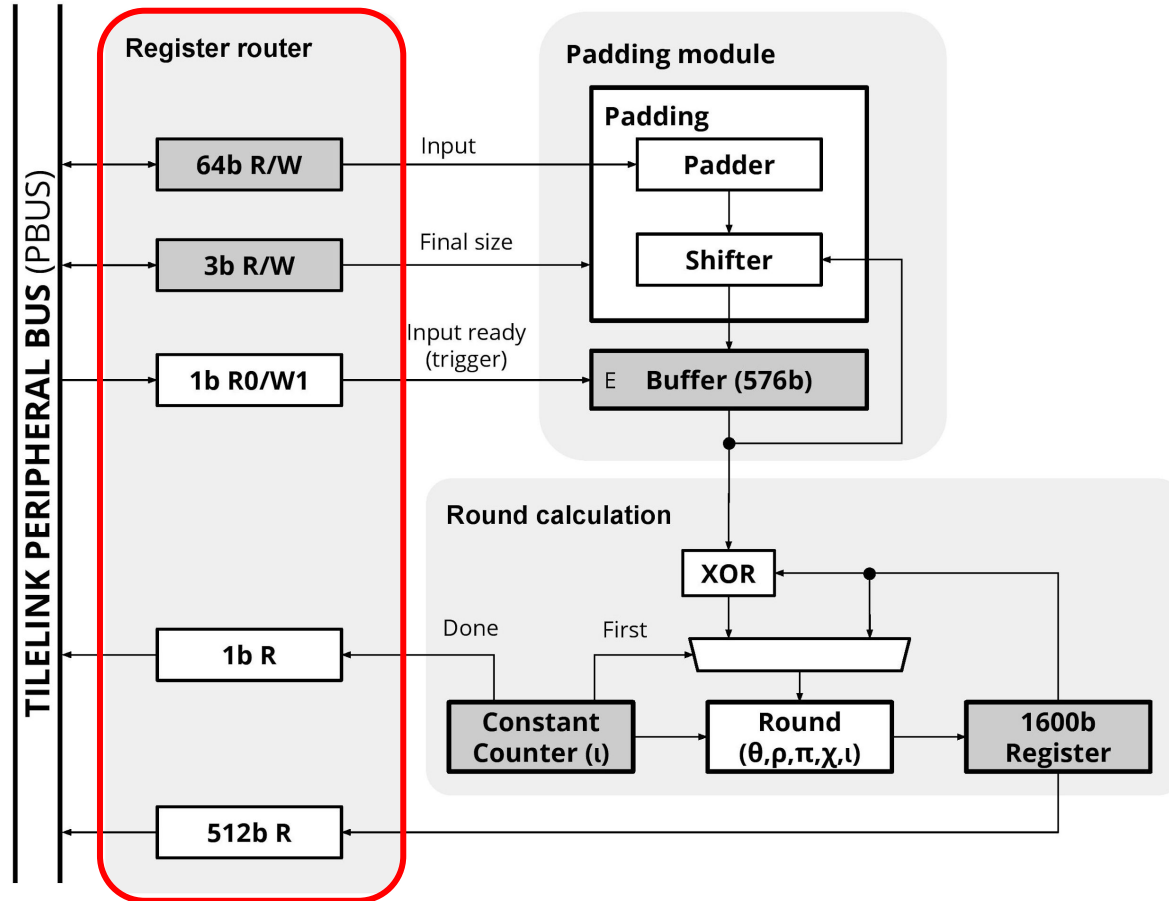 TILELINK PERIPHERAL BUS (PBUS)
Register router
64b R/W
3b R/W
1b R0/W1
1b R
512b R
Input
Final size
Input ready
(trigger)
Padding module
Padding
Padder
Shifter
E
Buffer (576b)
Round calculation
XOR
Done
First
Constant
Counter (ι)
Round
(θ,ρ,π,χ,ι)
1600b
Register